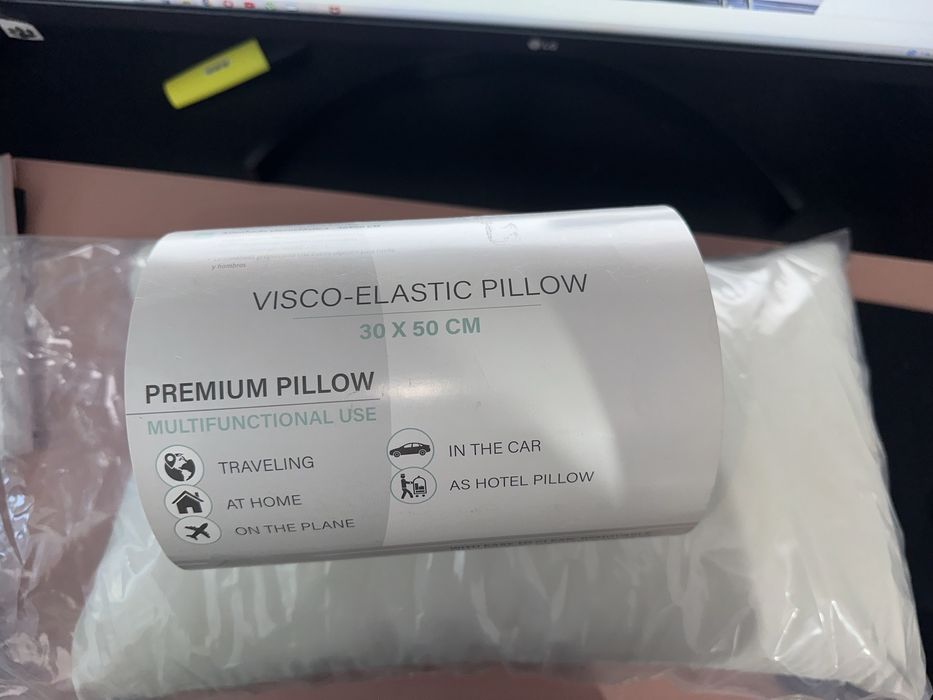 LG
y hombros
VISCO-ELASTIC PILLOW
30 X 50 CM
PREMIUM PILLOW
MULTIFUNCTIONAL USE
TRAVELING
AT HOME
ON THE PLANE
IN THE CAR
AS HOTEL PILLOW